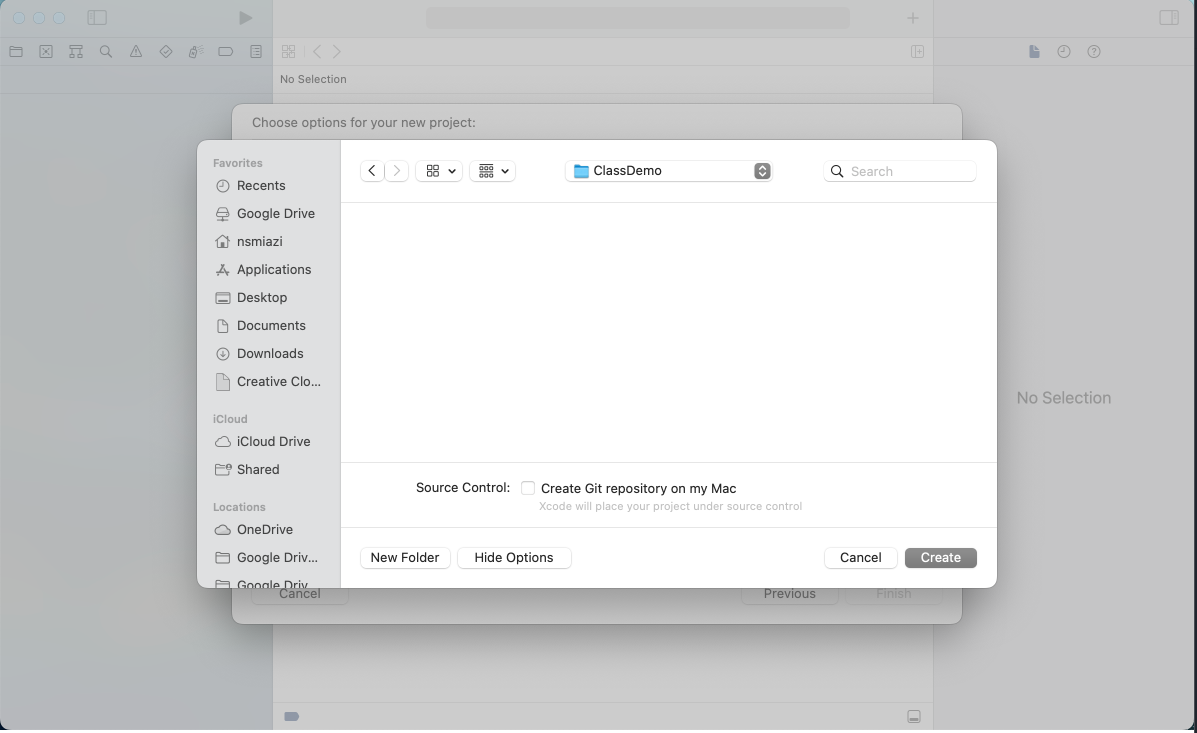 No Selection
Choose options for your new project:
Favorites
Recents
Google Drive
nsmiazi
Applications
Desktop
Documents
Downloads
Creative Clo...
iCloud
iCloud Drive
Shared
Locations
OneDrive
Google Driv...
Google Driv
ClassDemo
Search
Source Control:
Create Git repository on my Mac
Xcode will place your project under source control
New Folder
Hide Options
Cancel
Create
Cancel
Previous
Finish
No Selection